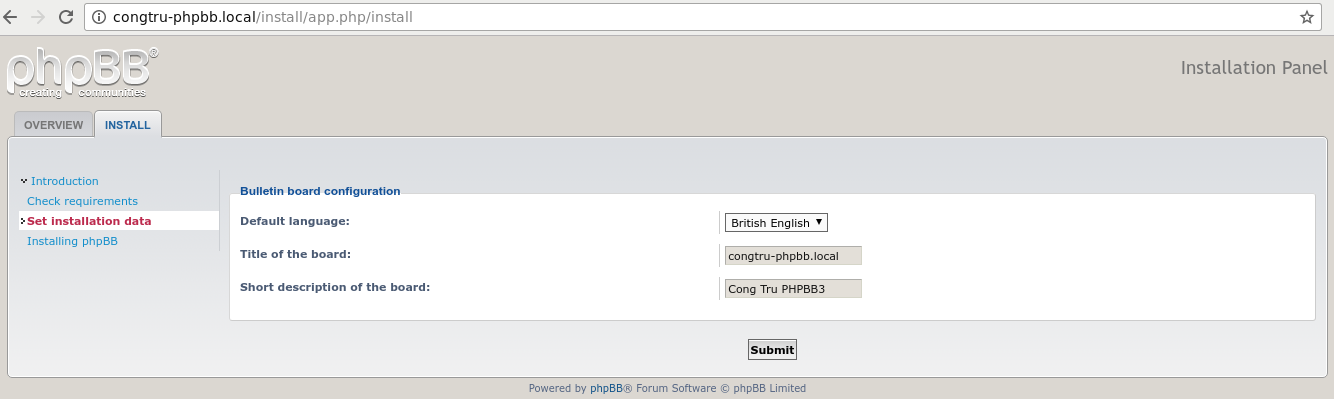 congtru-phpbb.local/install/app.php/install
phpBB®
creating communities
Installation Panel
OVERVIEW INSTALL
Introduction
Check requirements
Set installation data
Installing phpBB
Bulletin board configuration
Default language: British English
Title of the board: congtru-phpbb.local
Short description of the board: Cong Tru PHPBB3
Submit
Powered by phpBB® Forum Software © phpBB Limited